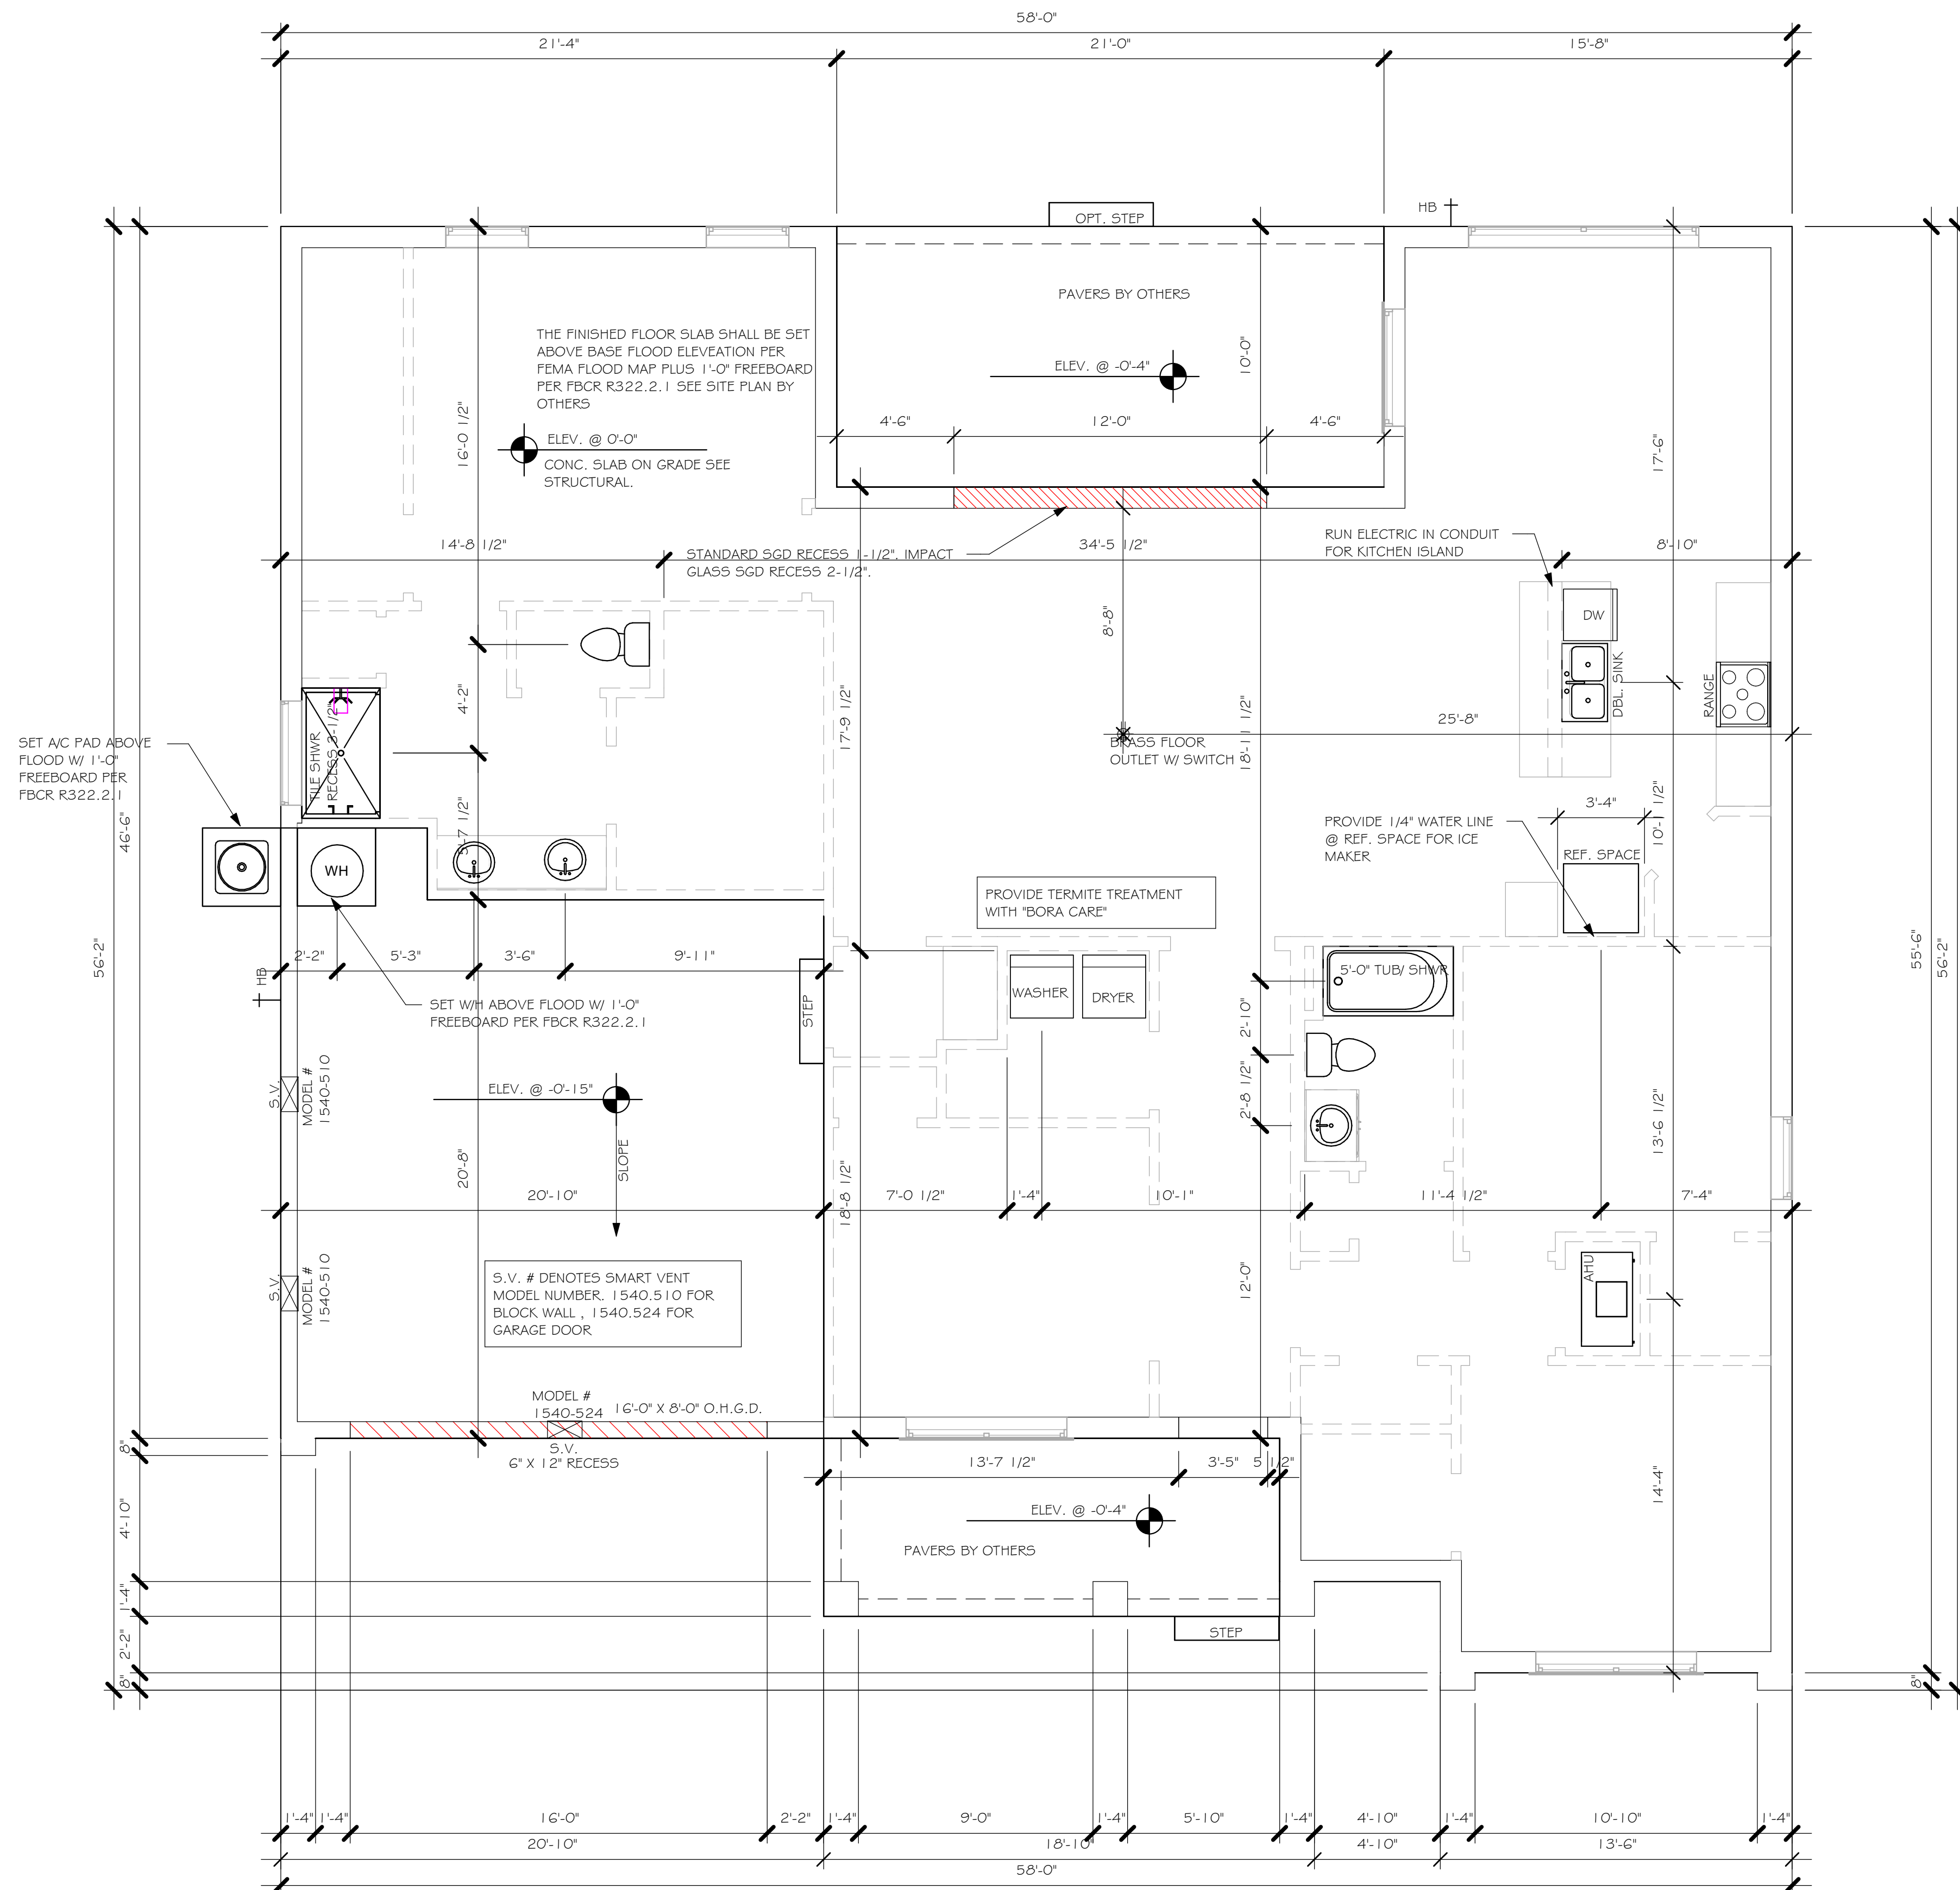 58'-0"
21'-4"
21'-0"
15'-8"
OPT. STEP
HB
PAVERS BY OTHERS
THE FINISHED FLOOR SLAB SHALL BE SET
ABOVE BASE FLOOD ELEVEATION PER
FEMA FLOOD MAP PLUS 1'-0" FREEBOARD
PER FBCR R322.2.1 SEE SITE PLAN BY
OTHERS
ELEV. @ -0'-4"
10'-0"
4'-6"
12'-0"
4'-6"
16'-0 1/2"
ELEV. @ 0'-0"
CONC. SLAB ON GRADE SEE
STRUCTURAL.
17'-6"
14'-8 1/2"
STANDARD SGD RECESS 1-1/2". IMPACT
GLASS SGD RECESS 2-1/2".
34'-5 1/2"
RUN ELECTRIC IN CONDUIT
FOR KITCHEN ISLAND
8'-10"
8'-8"
DW
DBL. SINK
RANGE
4'-2"
17'-9 1/2"
18'-11 1/2"
25'-8"
BRASS FLOOR
OUTLET W/ SWITCH
TILE SHWR
RECESS 3-1/2"
SET A/C PAD ABOVE
FLOOD W/ 1'-0"
FREEBOARD PER
FBCR R322.2.1
46'-6"
5'-7 1/2"
3'-4"
10'-1 1/2"
PROVIDE 1/4" WATER LINE
@ REF. SPACE FOR ICE
MAKER
REF. SPACE
WH
PROVIDE TERMITE TREATMENT
WITH "BORA CARE"
56'-2"
55'-6"
56'-2"
2'-2"
5'-3"
3'-6"
9'-11"
HB
SET W/H ABOVE FLOOD W/ 1'-0"
FREEBOARD PER FBCR R322.2.1
STEP
WASHER
DRYER
5'-0" TUB/ SHWR
2'-10"
2'-8 1/2"
S.V.
MODEL #
1540-510
ELEV. @ -0'-15"
SLOPE
20'-8"
20'-10"
18'-8 1/2"
7'-0 1/2"
1'-4"
10'-1"
11'-4 1/2"
7'-4"
13'-6 1/2"
S.V.
MODEL #
1540-510
S.V. # DENOTES SMART VENT
MODEL NUMBER. 1540.510 FOR
BLOCK WALL , 1540.524 FOR
GARAGE DOOR
12'-0"
AHU
MODEL #
1540-524
16'-0" X 8'-0" O.H.G.D.
S.V.
6" X 12" RECESS
8"
13'-7 1/2"
3'-5"
5 1/2"
14'-4"
4'-10"
ELEV. @ -0'-4"
PAVERS BY OTHERS
1'-4"
2'-2"
8"
STEP
8"
1'-4"
1'-4"
16'-0"
2'-2"
1'-4"
9'-0"
1'-4"
5'-10"
1'-4"
4'-10"
1'-4"
10'-10"
1'-4"
20'-10"
18'-10"
4'-10"
13'-6"
58'-0"